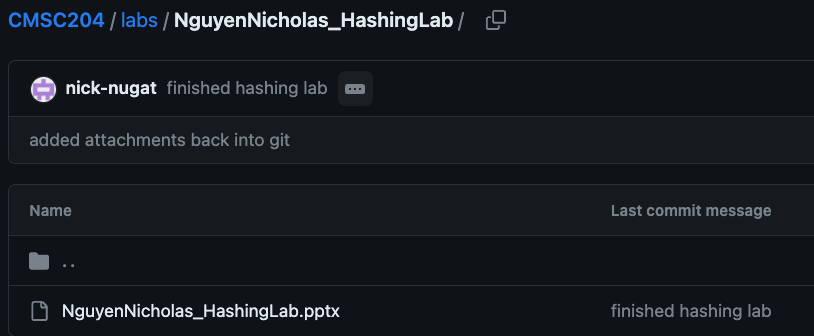 CMSC204 / labs / NguyenNicholas_HashingLab /
nick-nugat finished hashing lab
added attachments back into git
Name Last commit message
..
NguyenNicholas_HashingLab.pptx finished hashing lab